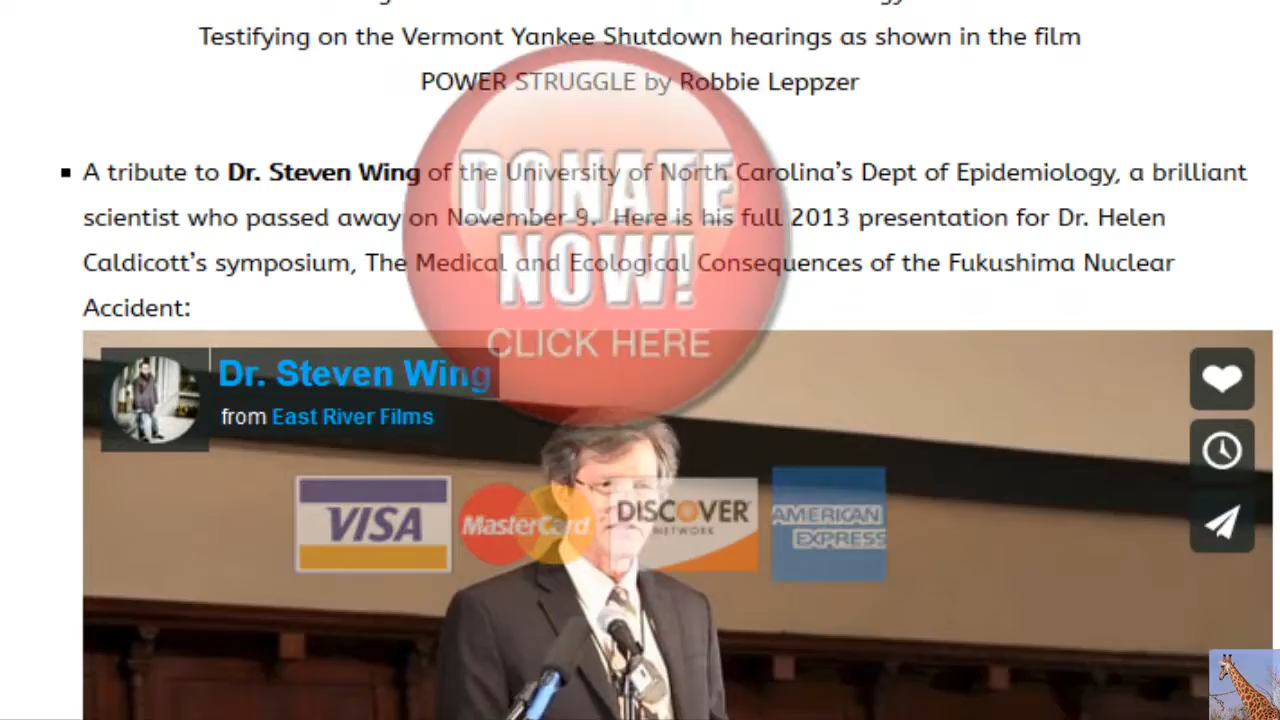 Testifying on the Vermont Yankee Shutdown hearings as shown in the film
POWER STRUGGLE by Robbie Leppzer
A tribute to Dr. Steven Wing of the University of North Carolina’s Dept of Epidemiology, a brilliant
scientist who passed away on November 9. Here is his full 2013 presentation for Dr. Helen
Caldicott’s symposium, The Medical and Ecological Consequences of the Fukushima Nuclear
Accident:
DONATE
NOW!
CLICK HERE
Dr. Steven Wing
from East River Films
VISA
MasterCard
DISCOVER
NETWORK
AMERICAN
EXPRESS